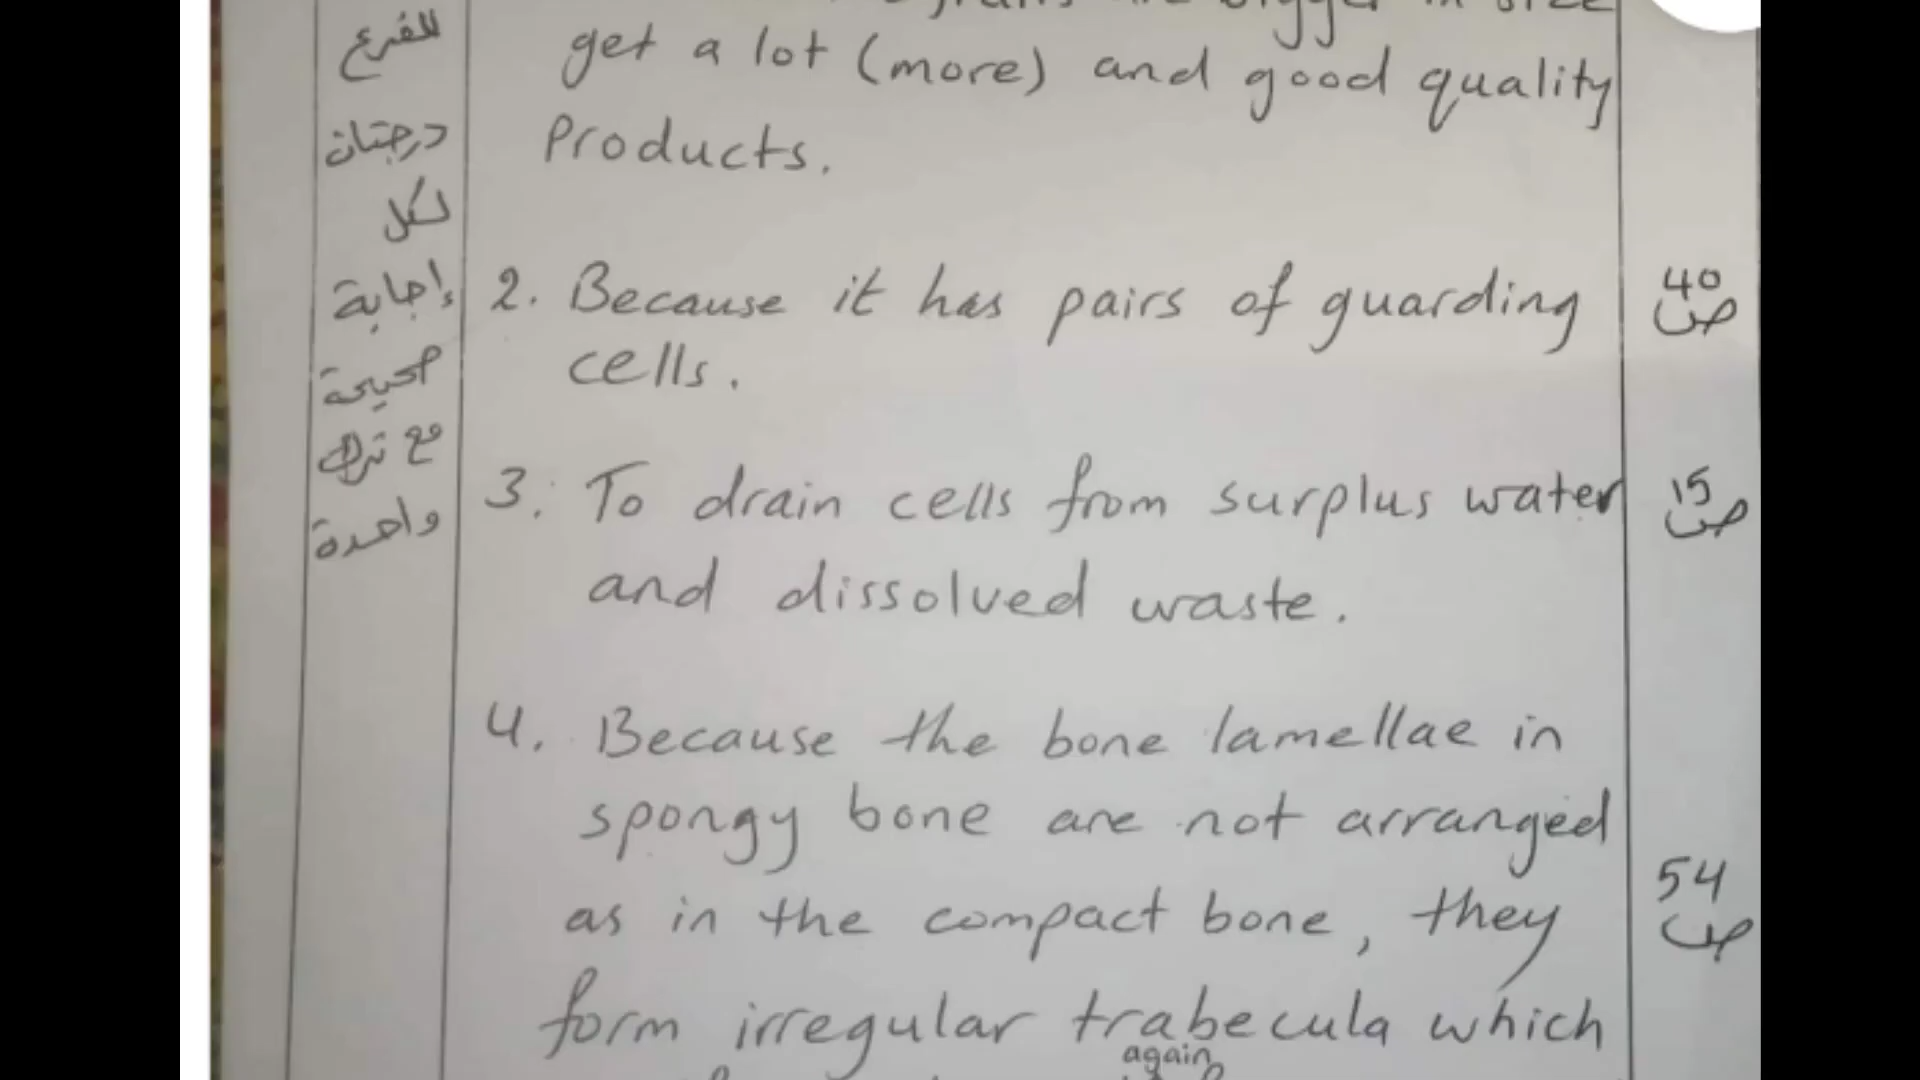 get a lot (more) and good quality
Products.
2. Because it has pairs of guarding
cells.
3. To drain cells from surplus water
and dissolved waste.
4. Because the bone lamellae in
spongy bone are not arranged
as in the compact bone, they
form irregular trabecula which
again
للفرع
درجتان
لكل
إجابة
صحيحة
مع ترك
واحدة
40
ص
15
ص
54
ص